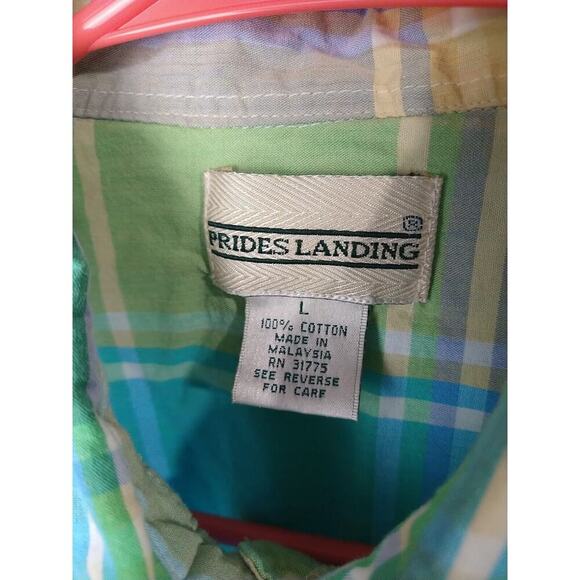 ®
PRIDES LANDING
L
100% COTTON
MADE IN
MALAYSIA
RN 31775
SEE REVERSE
FOR CARE